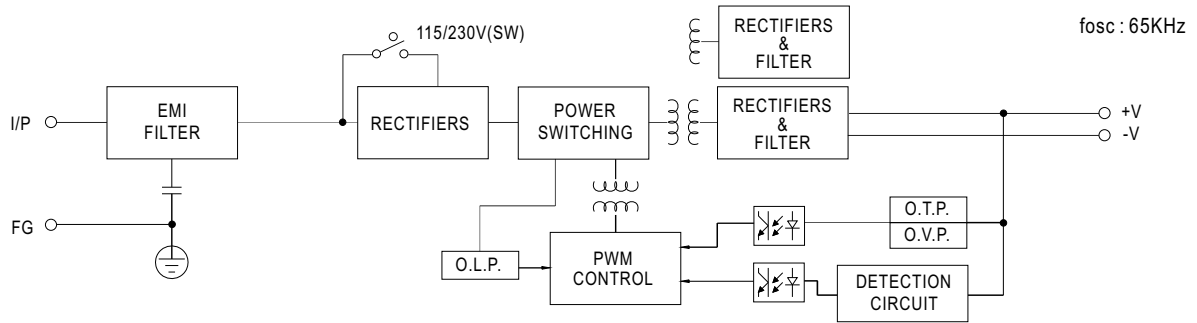 115/230V(SW)
RECTIFIERS
&
FILTER
fosc : 65KHz
I/P
EMI
FILTER
RECTIFIERS
POWER
SWITCHING
RECTIFIERS
&
FILTER
+V
-V
FG
O.L.P.
PWM
CONTROL
O.T.P.
O.V.P.
DETECTION
CIRCUIT